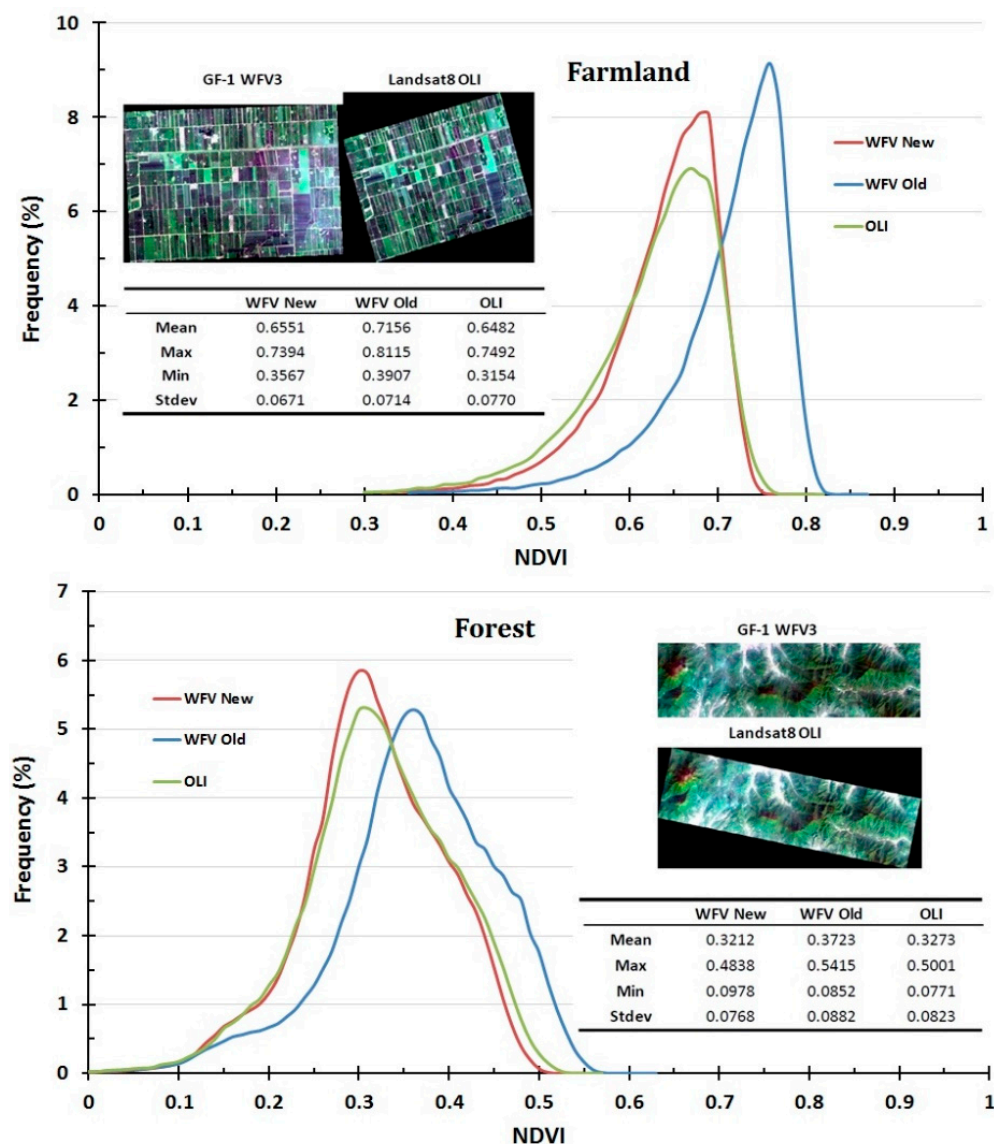 Farmland
GF-1 WFV3
Landsat8 OLI
WFV New
WFV Old
OLI
WFV New WFV Old OLI
Mean 0.6551 0.7156 0.6482
Max 0.7394 0.8115 0.7492
Min 0.3567 0.3907 0.3154
Stdev 0.0671 0.0714 0.0770
Frequency (%)
10
8
6
4
2
0
0 0.1 0.2 0.3 0.4 0.5 0.6 0.7 0.8 0.9 1
NDVI
Forest
WFV New
WFV Old
OLI
GF-1 WFV3
Landsat8 OLI
WFV New WFV Old OLI
Mean 0.3212 0.3723 0.3273
Max 0.4838 0.5415 0.5001
Min 0.0978 0.0852 0.0771
Stdev 0.0768 0.0882 0.0823
Frequency (%)
7
6
5
4
3
2
1
0
0 0.1 0.2 0.3 0.4 0.5 0.6 0.7 0.8 0.9 1
NDVI